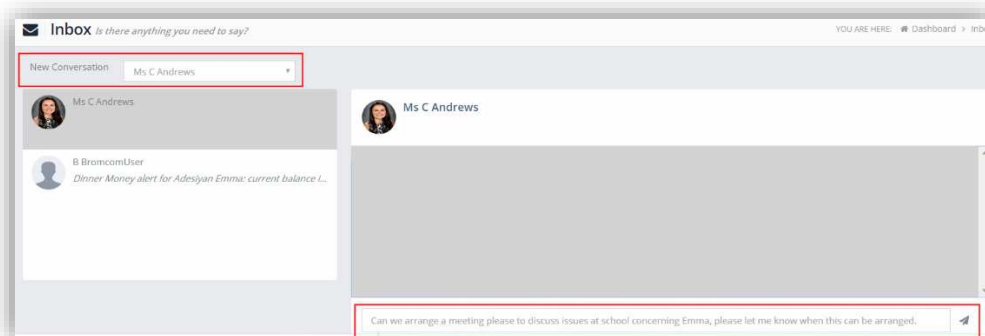 Inbox Is there anything you need to say?
YOU ARE HERE: Dashboard > Inbo
New Conversation
Ms C Andrews
Ms C Andrews
B BromcomUser
Dinner Money alert for Adesiyan Emma: current balance i...
Ms C Andrews
Can we arrange a meeting please to discuss issues at school concerning Emma, please let me know when this can be arranged.